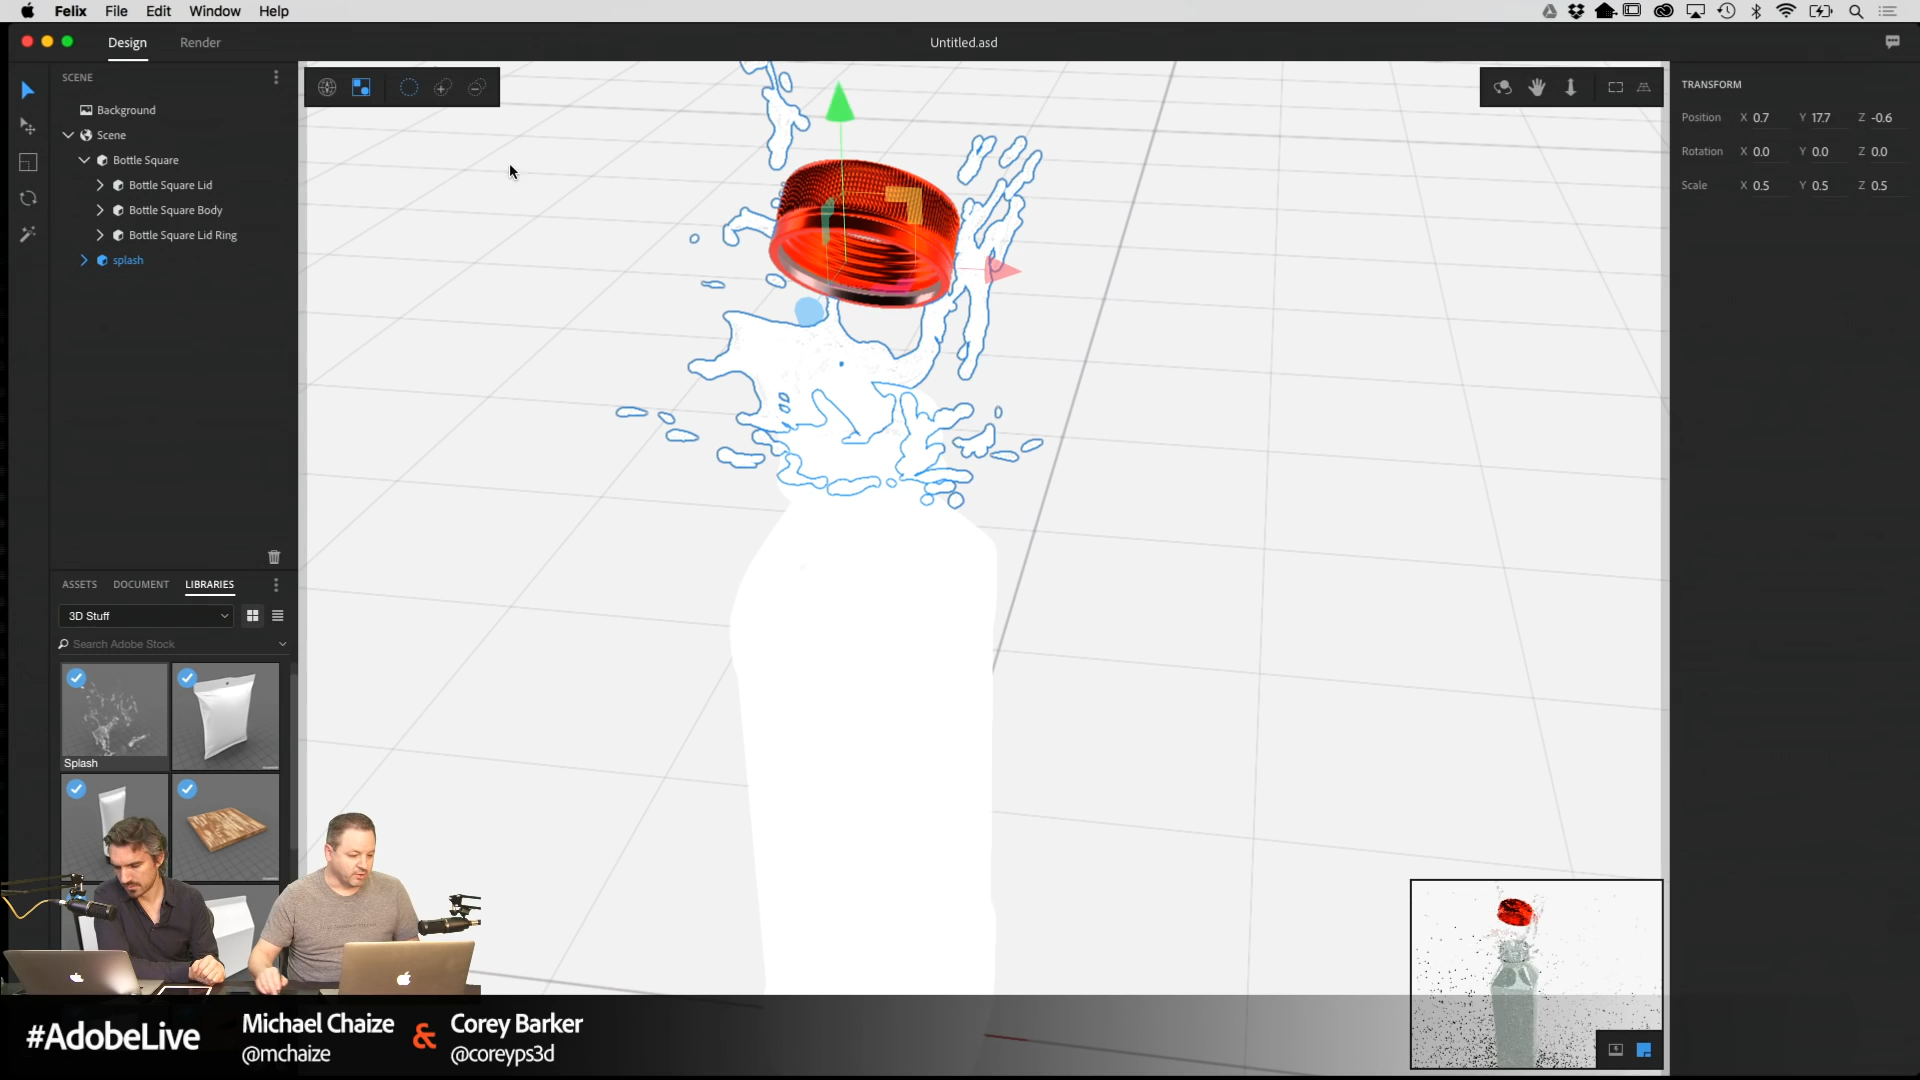 Felix File Edit Window Help
Design Render Untitled.asd
SCENE
Background
Scene
Bottle Square
Bottle Square Lid
Bottle Square Body
Bottle Square Lid Ring
splash
TRANSFORM
Position X 0.7 Y 17.7 Z -0.6
Rotation X 0.0 Y 0.0 Z 0.0
Scale X 0.5 Y 0.5 Z 0.5
ASSETS DOCUMENT LIBRARIES
3D Stuff
Search Adobe Stock
Splash
#AdobeLive
Michael Chaize & Corey Barker
@mchaize @coreyps3d